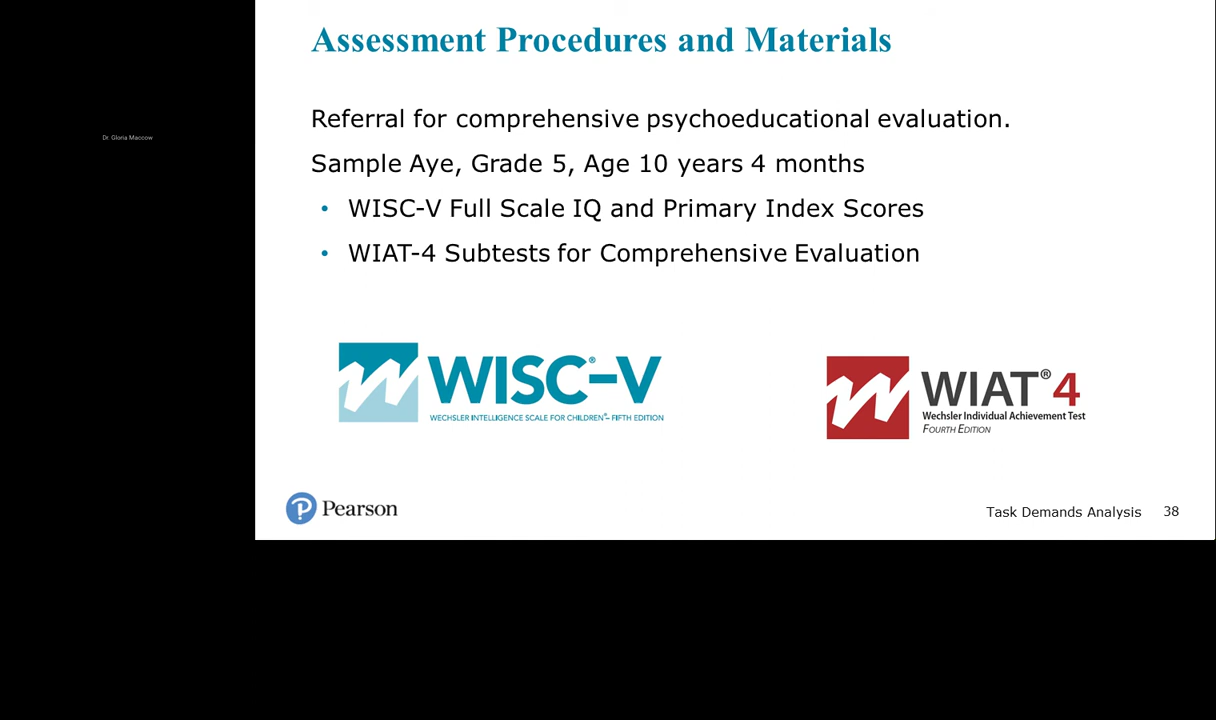 Assessment Procedures and Materials
Dr. Gloria Maccow
Referral for comprehensive psychoeducational evaluation.
Sample Aye, Grade 5, Age 10 years 4 months
• WISC-V Full Scale IQ and Primary Index Scores
• WIAT-4 Subtests for Comprehensive Evaluation
WISC®-V
WECHSLER INTELLIGENCE SCALE FOR CHILDREN®– FIFTH EDITION
WIAT®4
Wechsler Individual Achievement Test
FOURTH EDITION
Pearson
Task Demands Analysis 38